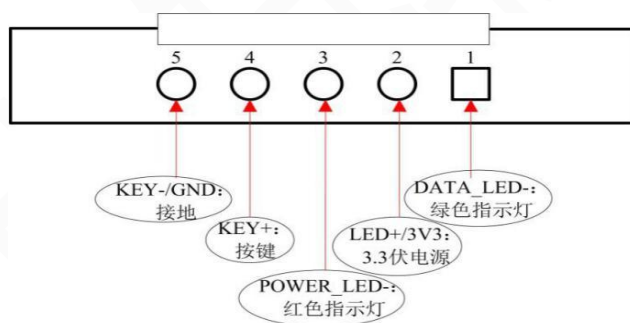 5 4 3 2 1
KEY-/GND:
接地
KEY+:
按键
POWER_LED-:
红色指示灯
LED+/3V3:
3.3伏电源
DATA_LED-:
绿色指示灯